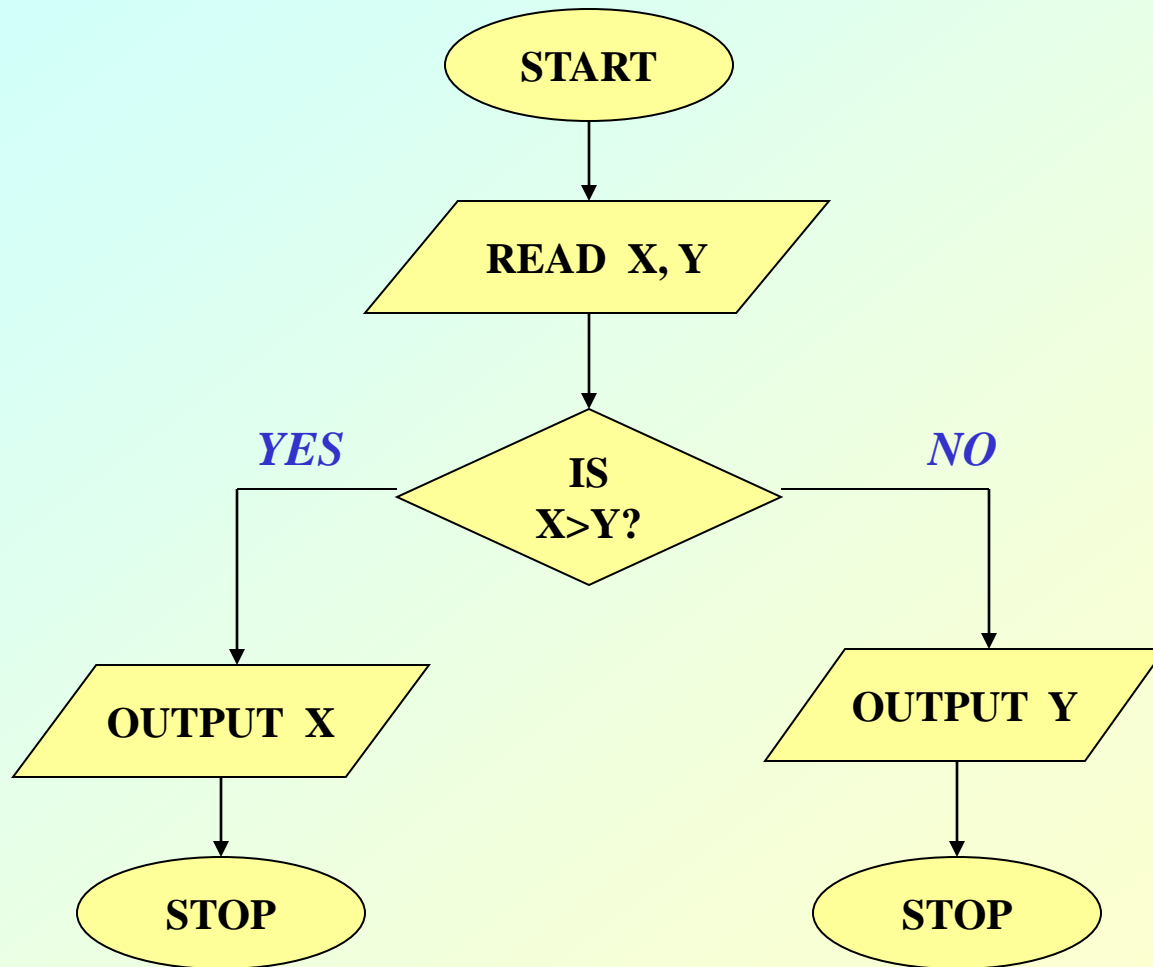 START
READ X, Y
YES
NO
IS
X>Y?
OUTPUT X
OUTPUT Y
STOP
STOP